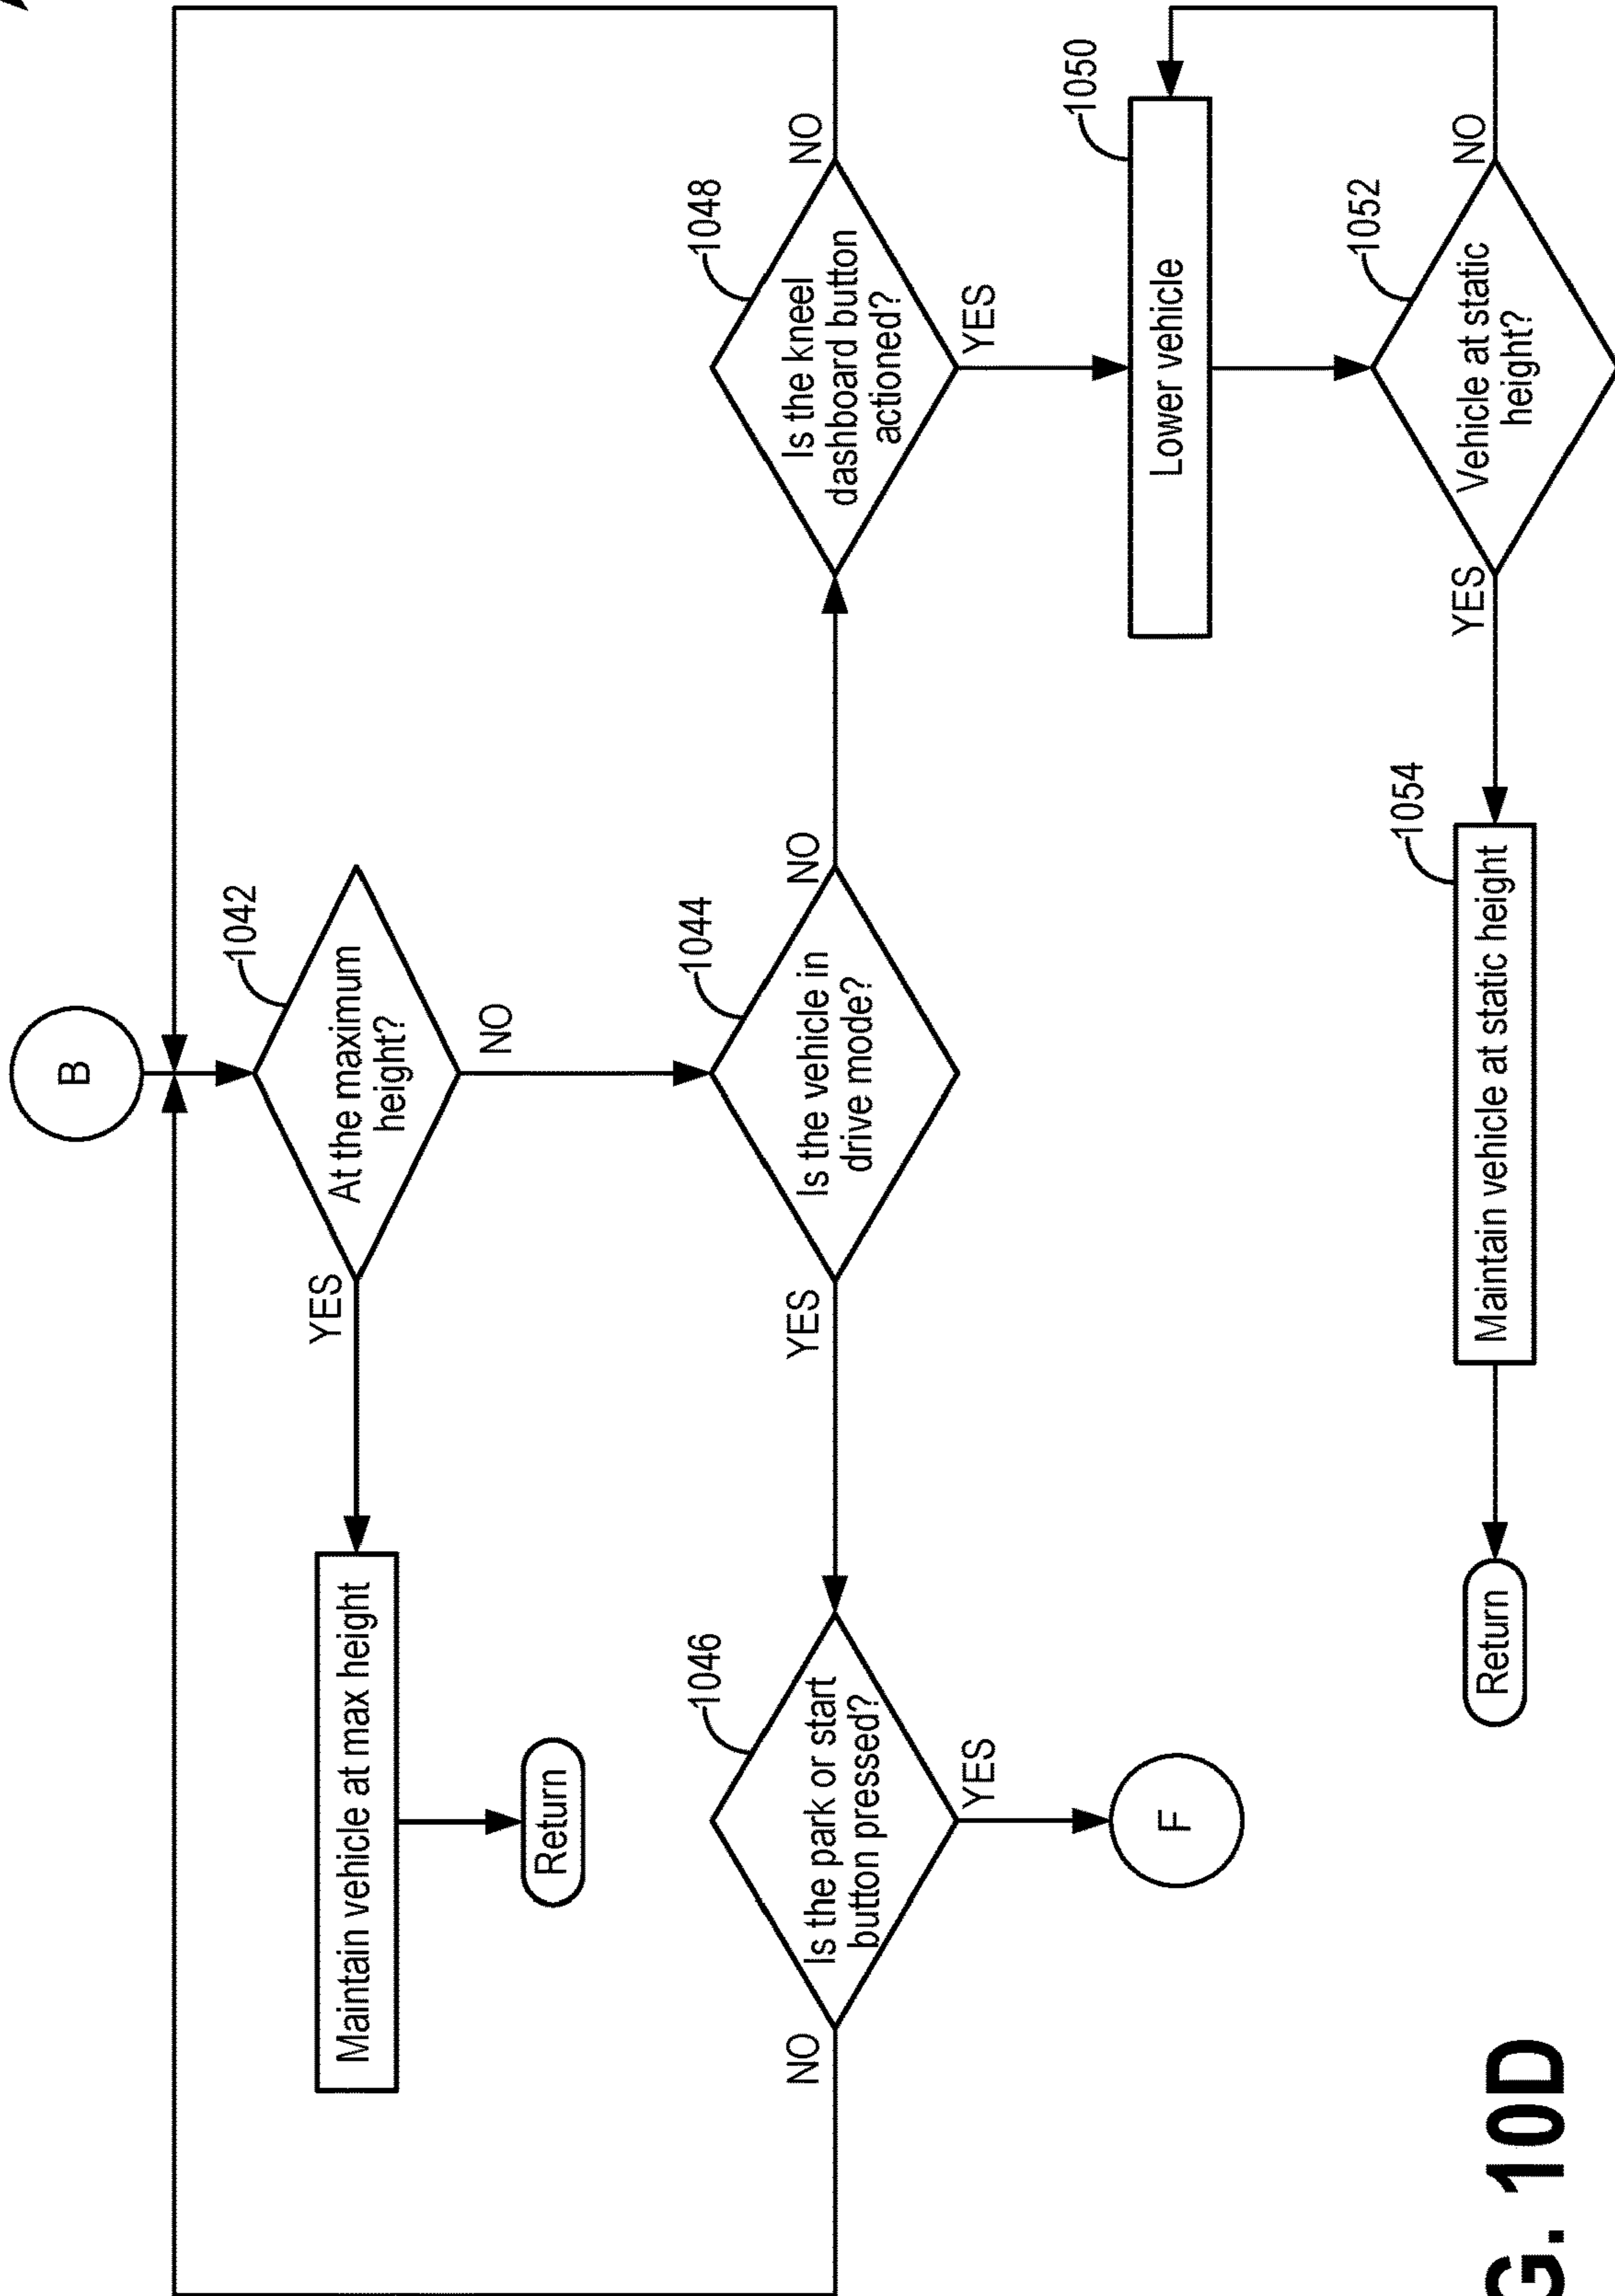 B
1042
At the maximum
height?
YES
NO
Maintain vehicle at max height
Return
1044
Is the vehicle in
drive mode?
YES
NO
1046
Is the park or start
button pressed?
NO
YES
F
1048
Is the kneel
dashboard button
actioned?
NO
YES
1050
Lower vehicle
1052
Vehicle at static
height?
YES
NO
1054
Maintain vehicle at static height
Return
G. 10D